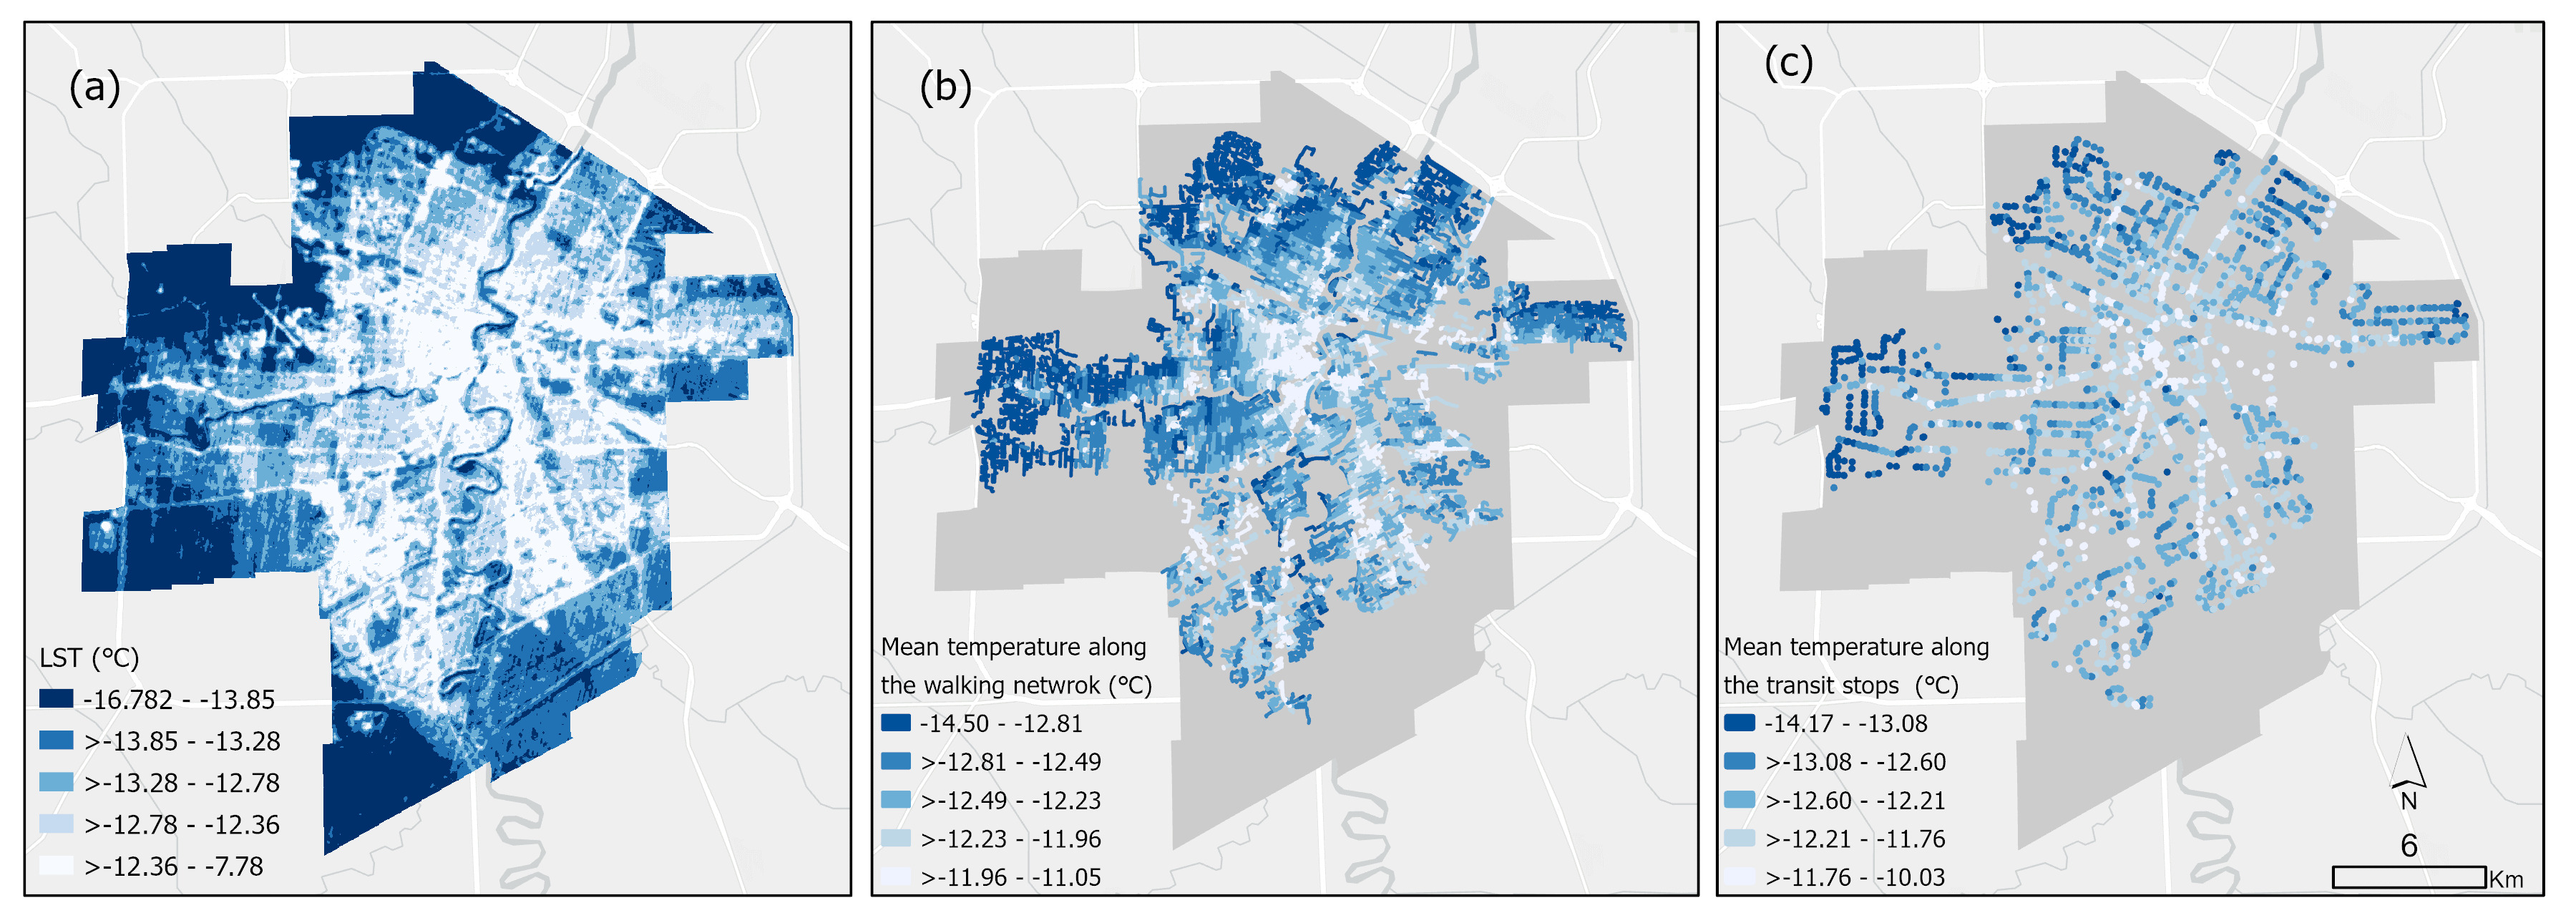 (a)
LST (°C)
-16.782 - -13.85
>-13.85 - -13.28
>-13.28 - -12.78
>-12.78 - -12.36
>-12.36 - -7.78
(b)
Mean temperature along
the walking netwrok (°C)
-14.50 - -12.81
>-12.81 - -12.49
>-12.49 - -12.23
>-12.23 - -11.96
>-11.96 - -11.05
(c)
Mean temperature along
the transit stops (°C)
-14.17 - -13.08
>-13.08 - -12.60
>-12.60 - -12.21
>-12.21 - -11.76
>-11.76 - -10.03
N
6
Km